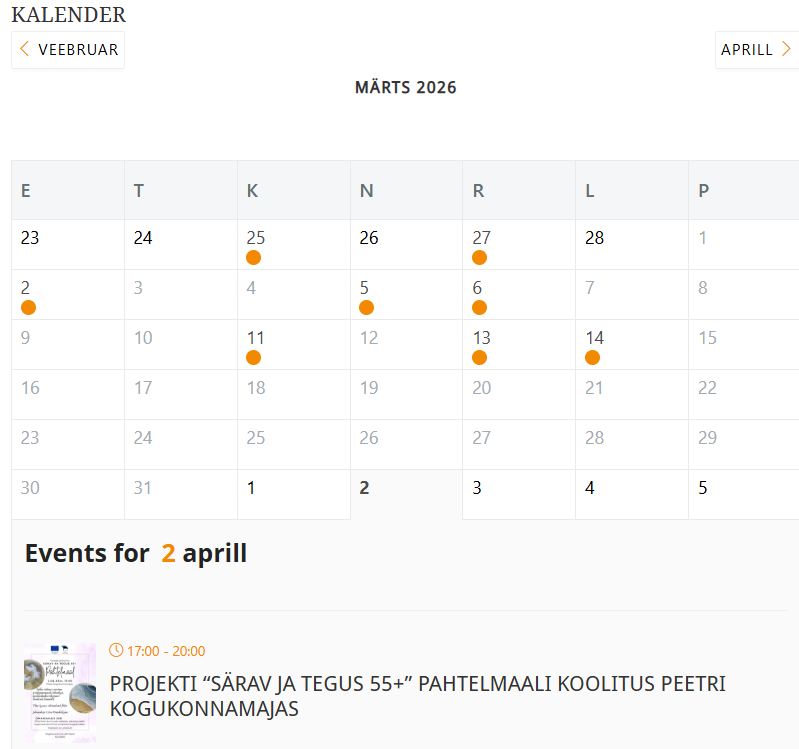 KALENDER
VEEBRUAR APRILL
MÄRTS 2026
E T K N R L P
23 24 25 26 27 28 1
2 3 4 5 6 7 8
9 10 11 12 13 14 15
16 17 18 19 20 21 22
23 24 25 26 27 28 29
30 31 1 2 3 4 5
Events for 2 aprill
17:00 - 20:00
PROJEKTI “SÄRAV JA TEGUS 55+” PAHTELMAALI KOOLITUS PEETRI
KOGUKONNAMAJAS